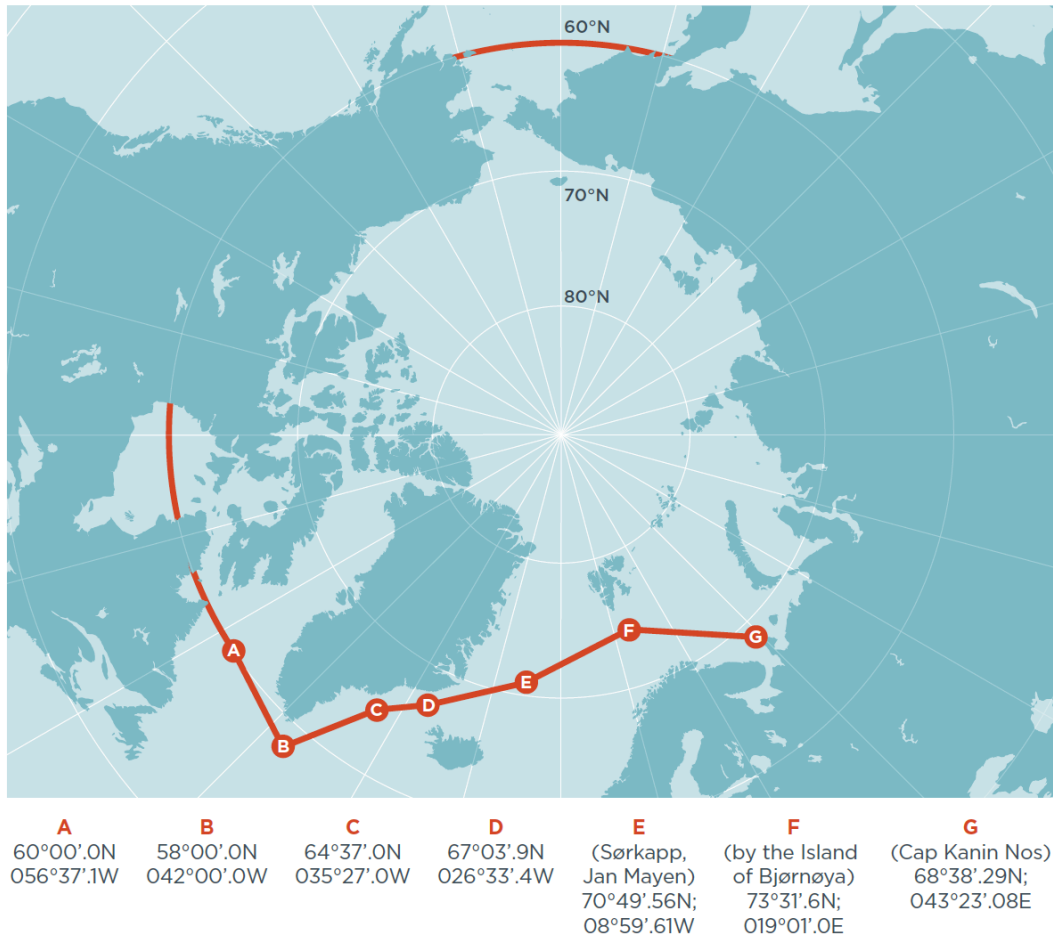 60°N
70°N
80°N
A
B
C
D
E
F
G
A
60°00'.0N
056°37'.1W
B
58°00'.0N
042°00'.0W
C
64°37'.0N
035°27'.0W
D
67°03'.9N
026°33'.4W
E
(Sørkapp,
Jan Mayen)
70°49'.56N;
08°59'.61W
F
(by the Island
of Bjørnøya)
73°31'.6N;
019°01'.0E
G
(Cap Kanin Nos)
68°38'.29N;
043°23'.08E